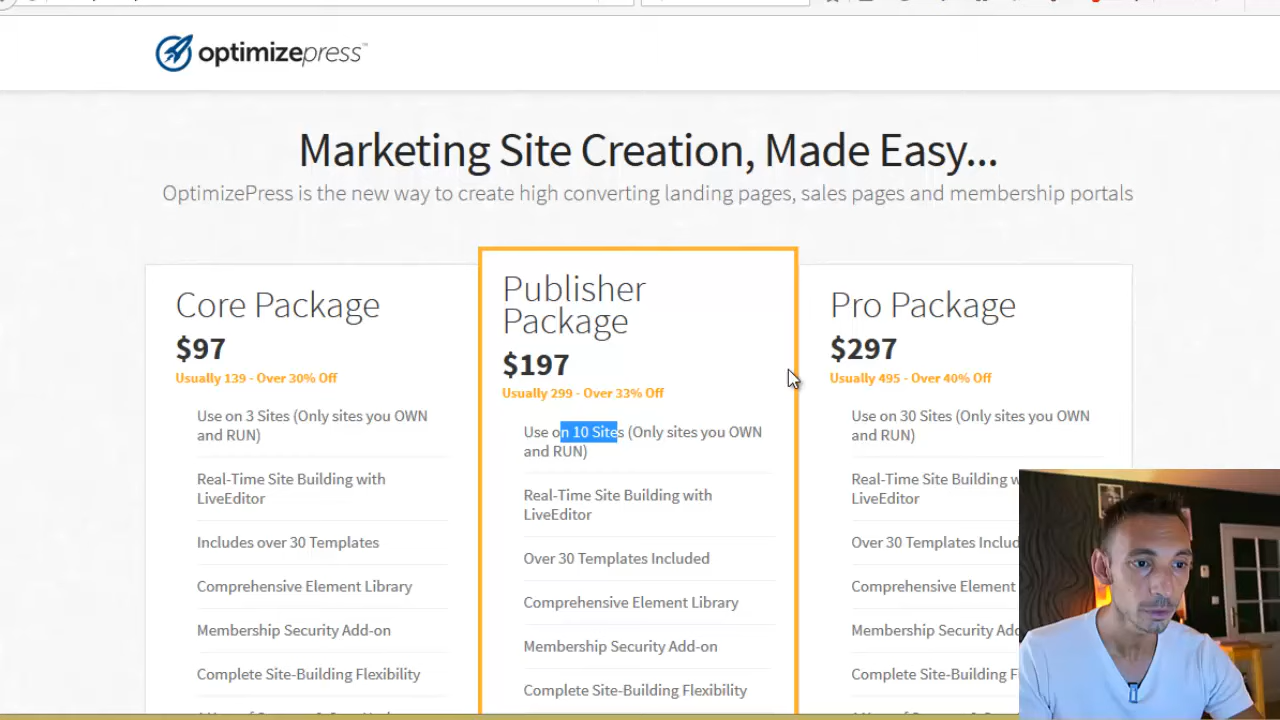 optimizepress™
Marketing Site Creation, Made Easy...
OptimizePress is the new way to create high converting landing pages, sales pages and membership portals
Core Package
$97
Usually 139 - Over 30% Off
Use on 3 Sites (Only sites you OWN
and RUN)
Real-Time Site Building with
LiveEditor
Includes over 30 Templates
Comprehensive Element Library
Membership Security Add-on
Complete Site-Building Flexibility
Publisher
Package
$197
Usually 299 - Over 33% Off
Use on 10 Sites (Only sites you OWN
and RUN)
Real-Time Site Building with
LiveEditor
Over 30 Templates Included
Comprehensive Element Library
Membership Security Add-on
Complete Site-Building Flexibility
Pro Package
$297
Usually 495 - Over 40% Off
Use on 30 Sites (Only sites you OWN
and RUN)
Real-Time Site Building
LiveEditor
Over 30 Templates
Comprehensive Element
Membership Security
Complete Site-Building